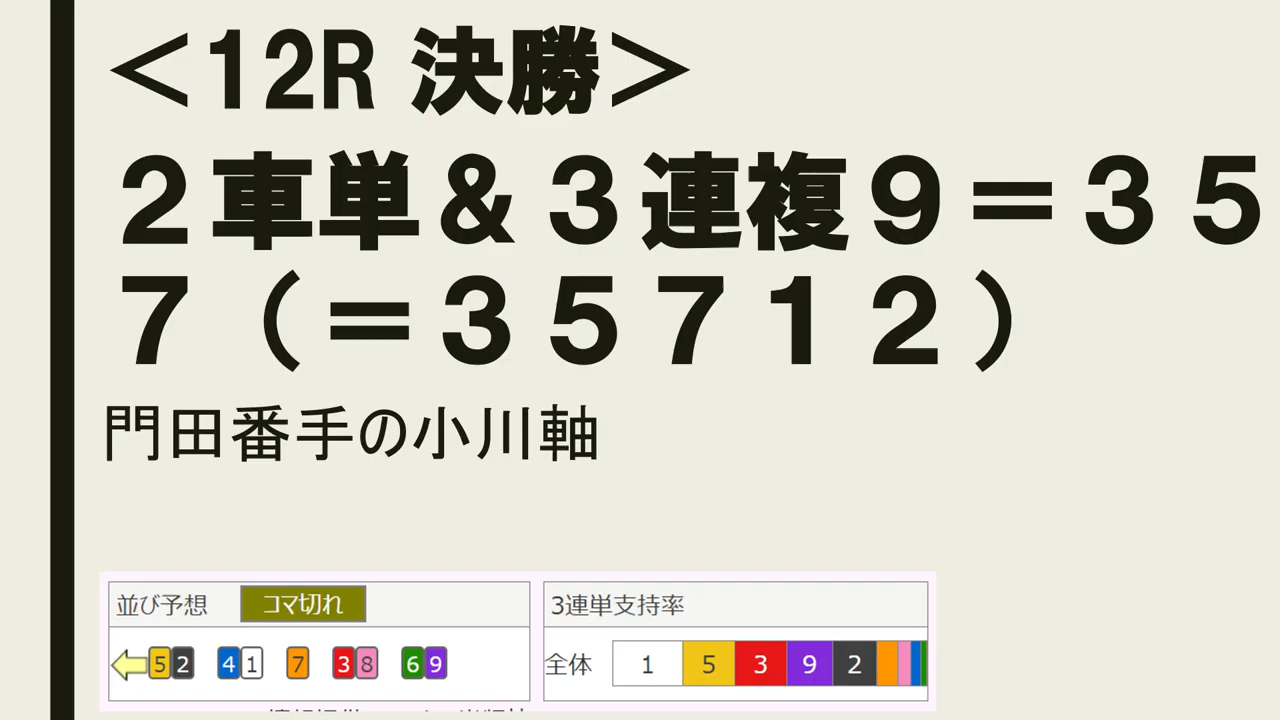 ＜12R 決勝＞
２車単＆３連複９＝３５
７（＝３５７１２）
門田番手の小川軸
並び予想 コマ切れ
5 2 4 1 7 3 8 6 9
3連単支持率
全体 1 5 3 9 2